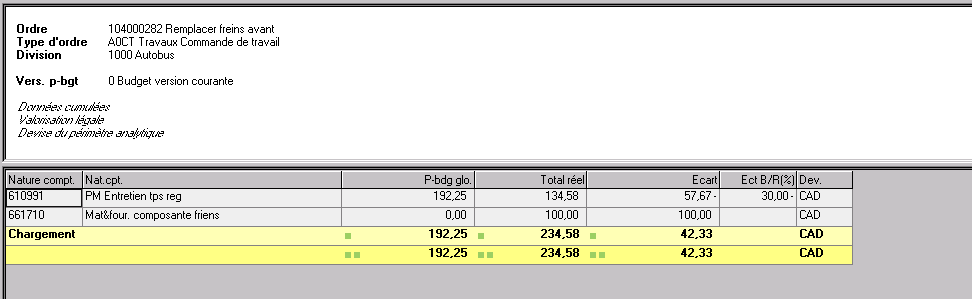 Ordre 104000282 Remplacer freins avant
Type d'ordre A0CT Travaux Commande de travail
Division 1000 Autobus
Vers. p-bgt 0 Budget version courante
Données cumulées
Valorisation légale
Devise du périmètre analytique
Nature compt. Nat.cpt. P-bdg glo. Total réel Ecart Ect B/R(%) Dev.
610991 PM Entretien tps reg 192,25 134,58 57,67- 30,00- CAD
661710 Mat&four. composante friens 0,00 100,00 100,00 CAD
Chargement 192,25 234,58 42,33 CAD
192,25 234,58 42,33 CAD